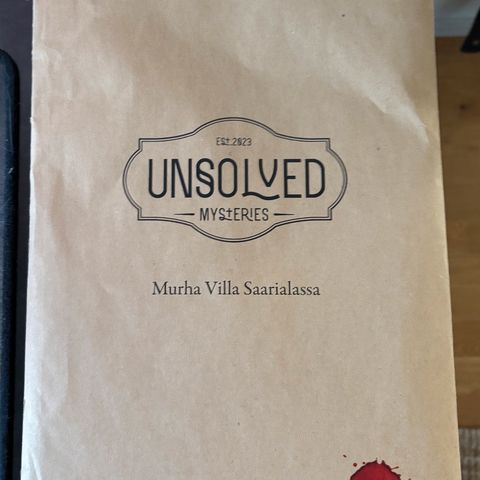 EST.2023
UNSOLVED
MYSTERIES
Murha Villa Saarialassa